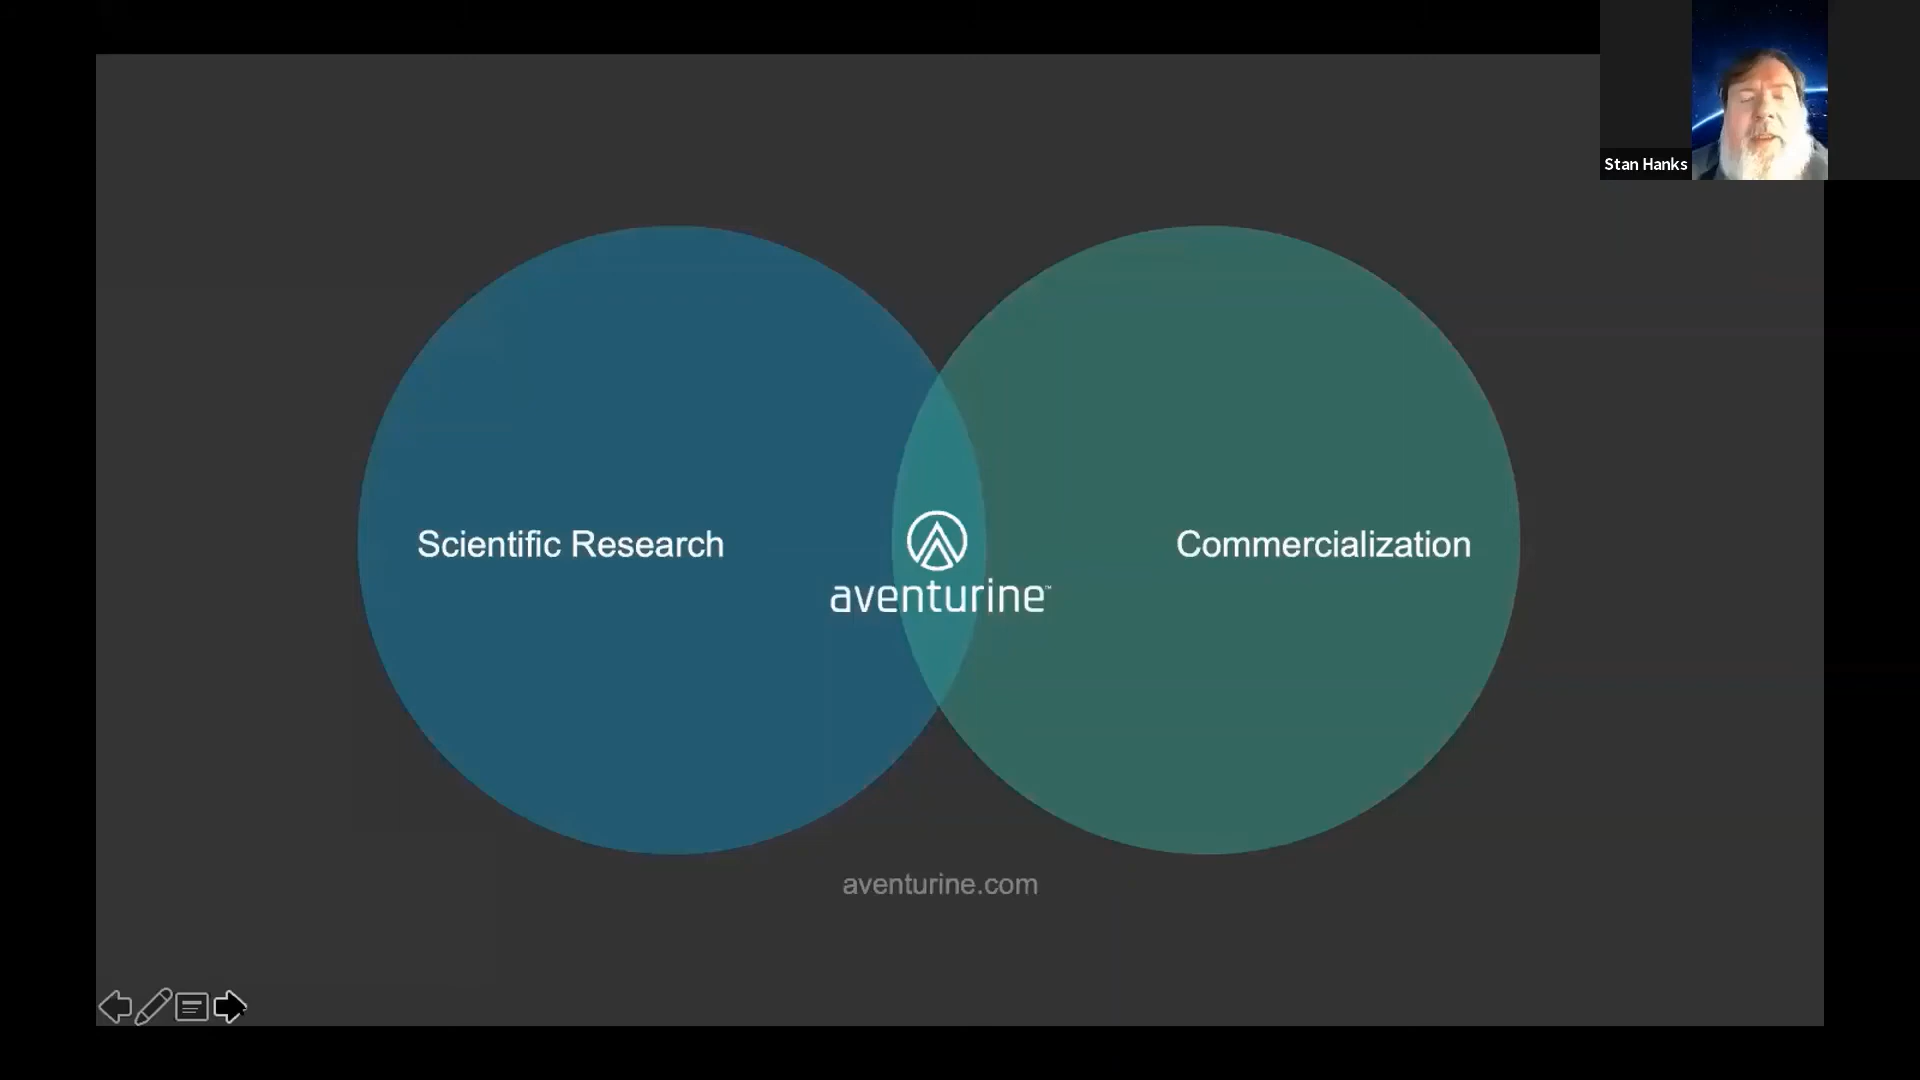 Stan Hanks
Scientific Research
Commercialization
aventurine™
aventurine.com